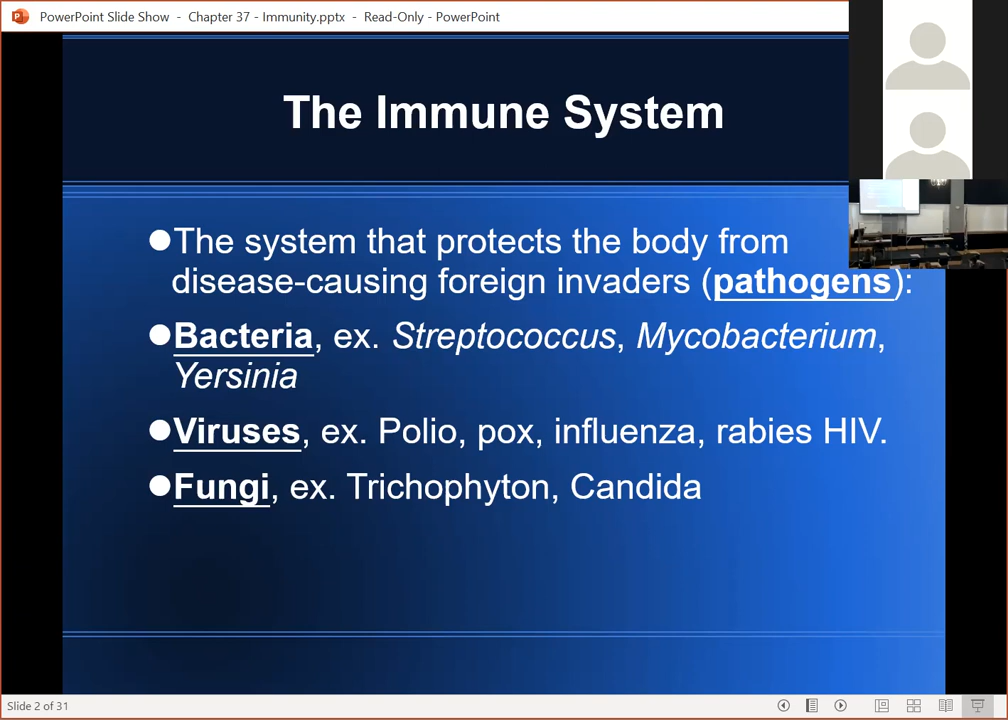 PowerPoint Slide Show - Chapter 37 - Immunity.pptx - Read-Only - PowerPoint
The Immune System
●The system that protects the body from
disease-causing foreign invaders (pathogens):
●Bacteria, ex. Streptococcus, Mycobacterium,
Yersinia
●Viruses, ex. Polio, pox, influenza, rabies HIV.
●Fungi, ex. Trichophyton, Candida
Slide 2 of 31